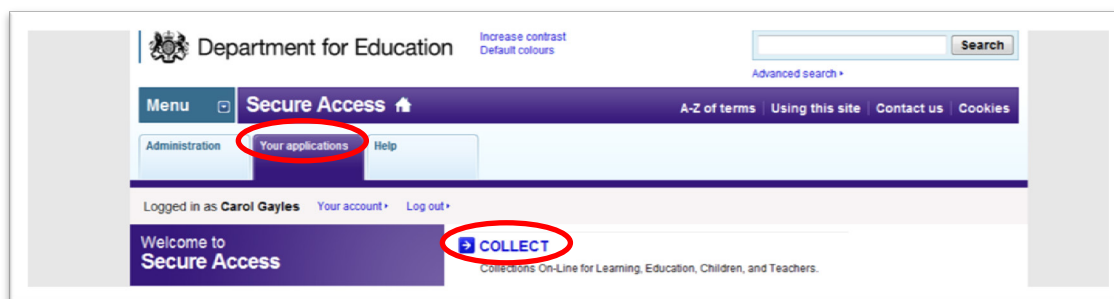 Department for Education
Increase contrast
Default colours
Search
Advanced search
Menu
Secure Access
A-Z of terms
Using this site
Contact us
Cookies
Administration
Your applications
Help
Logged in as Carol Gayles Your account Log out
Welcome to
Secure Access
COLLECT
Collections On-Line for Learning, Education, Children, and Teachers.